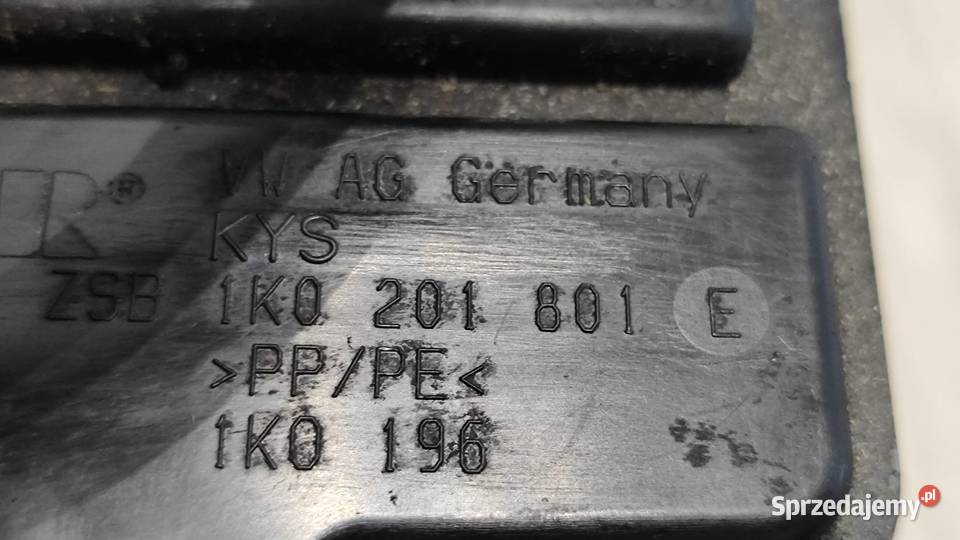 VW AG Germany
®
KYS
ZSB 1K0 201 801 E
>PP/PE<
1K0 196
Sprzedajemy.pl